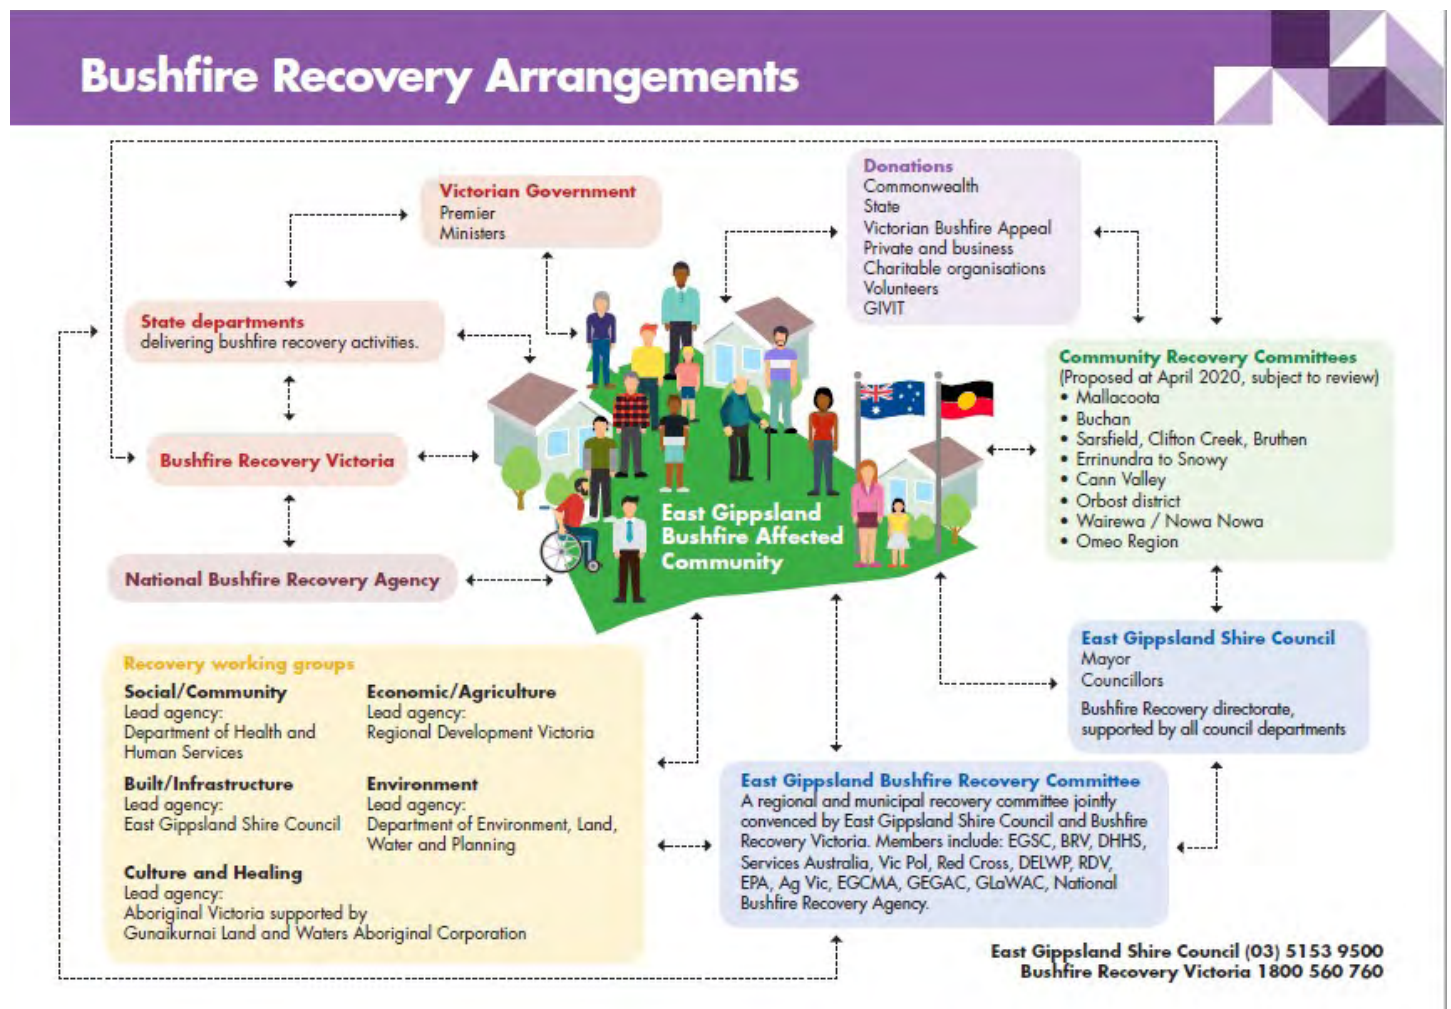 Bushfire Recovery Arrangements
Victorian Government
Premier
Ministers
Donations
Commonwealth
State
Victorian Bushfire Appeal
Private and business
Charitable organisations
Volunteers
GIVIT
State departments
delivering bushfire recovery activities.
Bushfire Recovery Victoria
National Bushfire Recovery Agency
East Gippsland
Bushfire Affected
Community
Community Recovery Committees
(Proposed at April 2020, subject to review)
• Mallacoota
• Buchan
• Sarsfield, Clifton Creek, Bruthen
• Errinundra to Snowy
• Cann Valley
• Orbost district
• Wairewa / Nowa Nowa
• Omeo Region
East Gippsland Shire Council
Mayor
Councillors
Bushfire Recovery directorate,
supported by all council departments
Recovery working groups
Social/Community
Lead agency:
Department of Health and
Human Services
Economic/Agriculture
Lead agency:
Regional Development Victoria
Built/Infrastructure
Lead agency:
East Gippsland Shire Council
Environment
Lead agency:
Department of Environment, Land,
Water and Planning
Culture and Healing
Lead agency:
Aboriginal Victoria supported by
Gunaikurnai Land and Waters Aboriginal Corporation
East Gippsland Bushfire Recovery Committee
A regional and municipal recovery committee jointly
convenced by East Gippsland Shire Council and Bushfire
Recovery Victoria. Members include: EGSC, BRV, DHHS,
Services Australia, Vic Pol, Red Cross, DELWP, RDV,
EPA, Ag Vic, EGCMA, GEGAC, GLaWAC, National
Bushfire Recovery Agency.
East Gippsland Shire Council (03) 5153 9500
Bushfire Recovery Victoria 1800 560 760